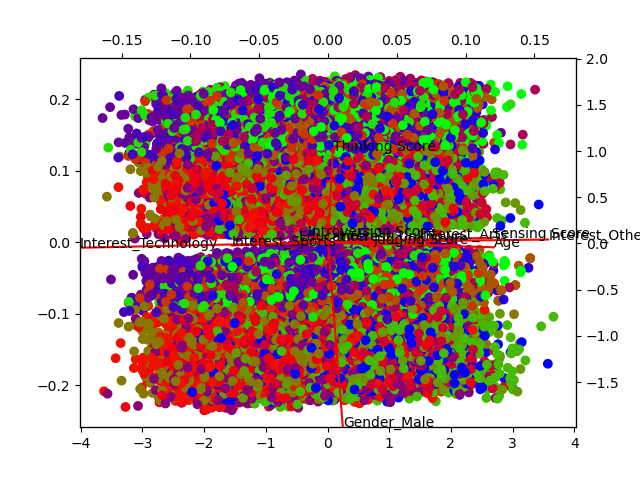 −0.15 −0.10 −0.05 0.00 0.05 0.10 0.15
2.0
0.2
1.5
Thinking Score
1.0
0.1
0.5
Introversion Score
Sensing Score
Interest_Othe
0.0
Interest_Technology
Interest_Sports
Judging Score
Age
0.0
−0.5
−0.1
−1.0
−0.2
−1.5
Gender_Male
−4 −3 −2 −1 0 1 2 3 4